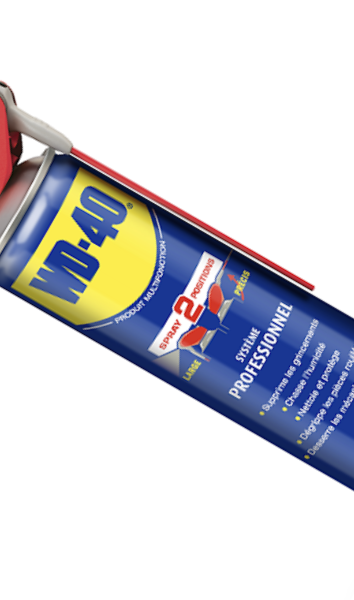 WD-40®
PRODUIT MULTIFONCTION
SPRAY 2 POSITIONS
PRÉCIS
LARGE
SYSTÈME
PROFESSIONNEL
• Supprime les grincements
• Chasse l'humidité
• Nettoie et protège
• Dégrippe les pièces
• Desserre les